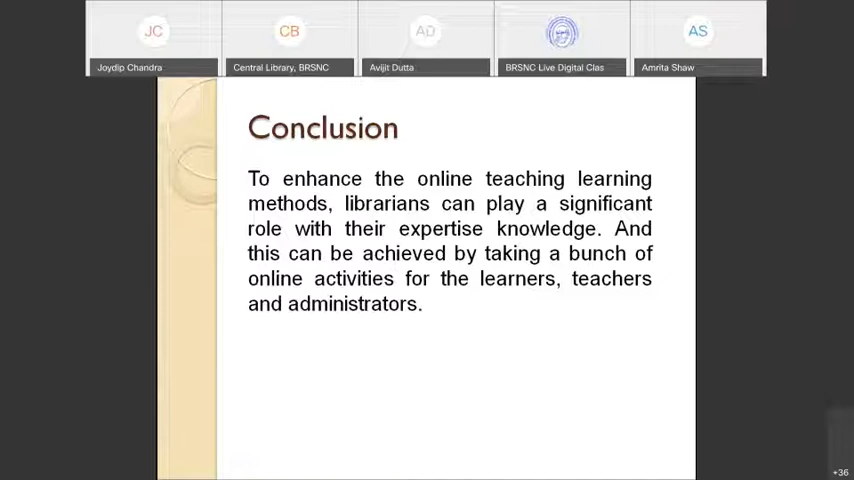 JC
CB
AD
AS
Joydip Chandra
Central Library, BRSNC
Avijit Dutta
BRSNC Live Digital Clas
Amrita Shaw
Conclusion
To enhance the online teaching learning
methods, librarians can play a significant
role with their expertise knowledge. And
this can be achieved by taking a bunch of
online activities for the learners, teachers
and administrators.
+36